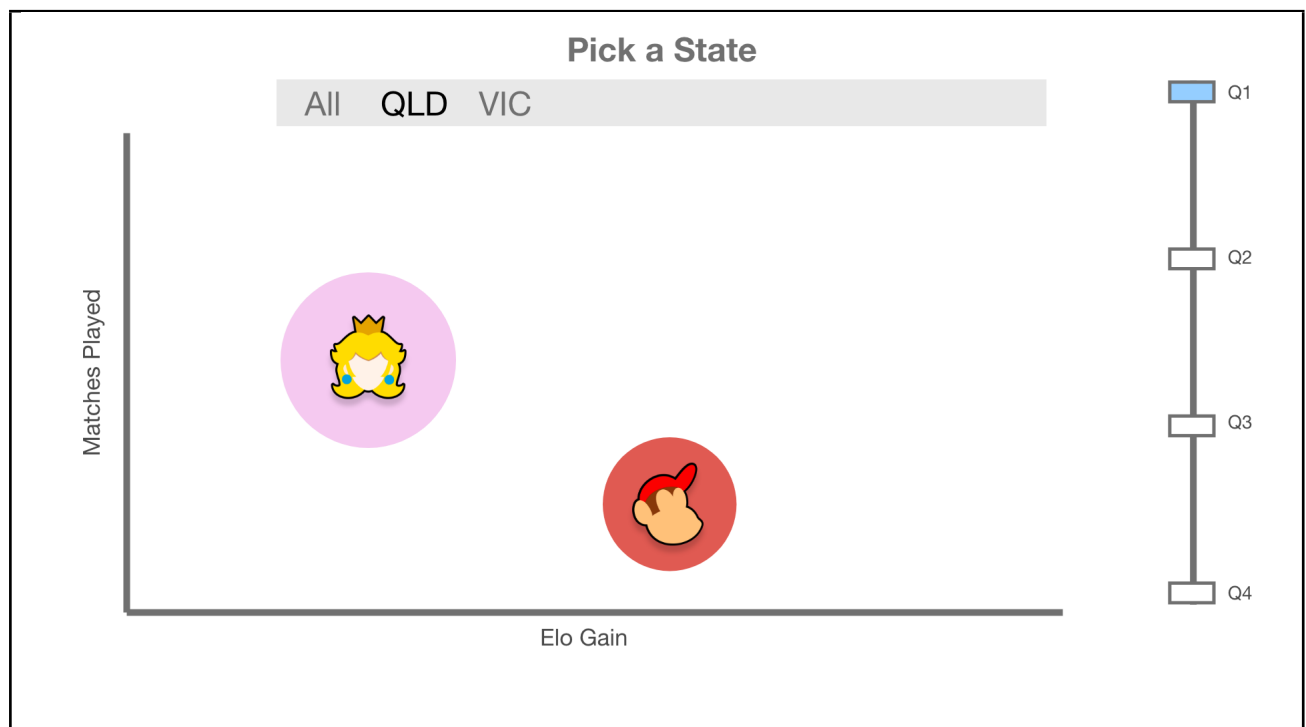 Pick a State
All QLD VIC
Q1
Q2
Q3
Q4
Matches Played
Elo Gain